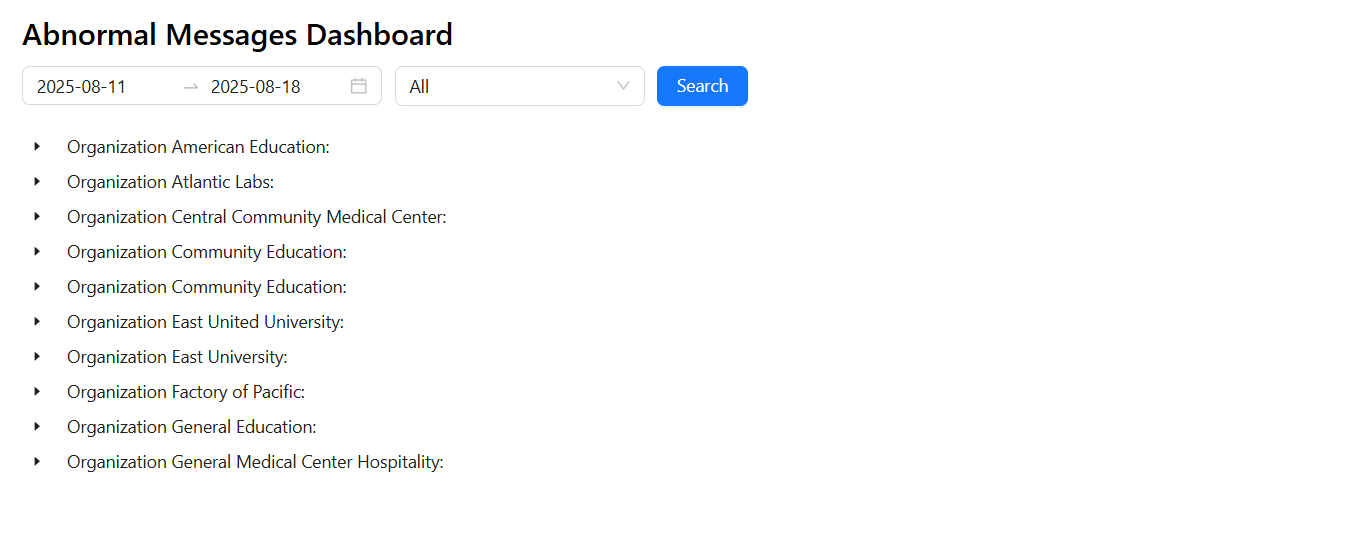 Abnormal Messages Dashboard
2025-08-11 → 2025-08-18 All Search
Organization American Education:
Organization Atlantic Labs:
Organization Central Community Medical Center:
Organization Community Education:
Organization Community Education:
Organization East United University:
Organization East University:
Organization Factory of Pacific:
Organization General Education:
Organization General Medical Center Hospitality: